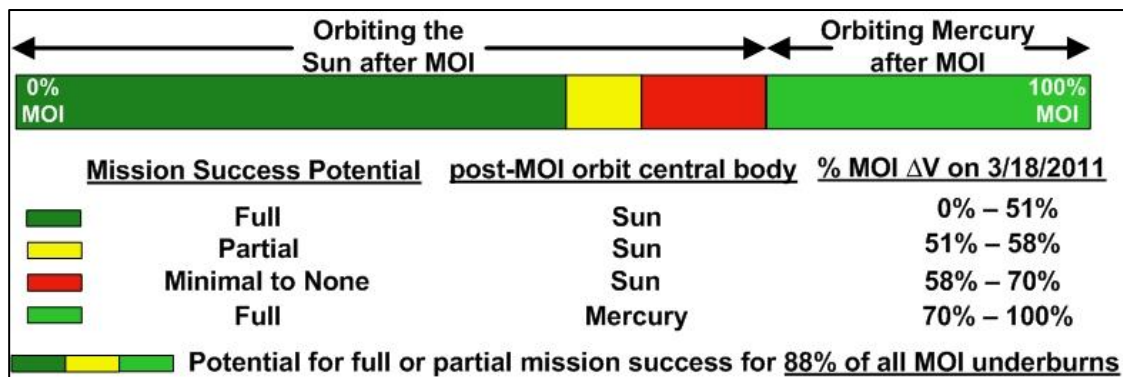 Orbiting the Sun after MOI
Orbiting Mercury after MOI
0% MOI
100% MOI
Mission Success Potential post-MOI orbit central body % MOI ΔV on 3/18/2011
Full Sun 0% – 51%
Partial Sun 51% – 58%
Minimal to None Sun 58% – 70%
Full Mercury 70% – 100%
Potential for full or partial mission success for 88% of all MOI underburns